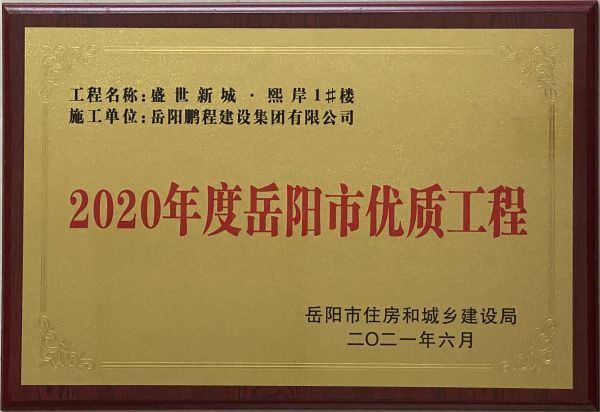 工程名称：盛世新城·熙岸1#楼
施工单位：岳阳鹏程建设集团有限公司
2020年度岳阳市优质工程
岳阳市住房和城乡建设局
二〇二一年六月